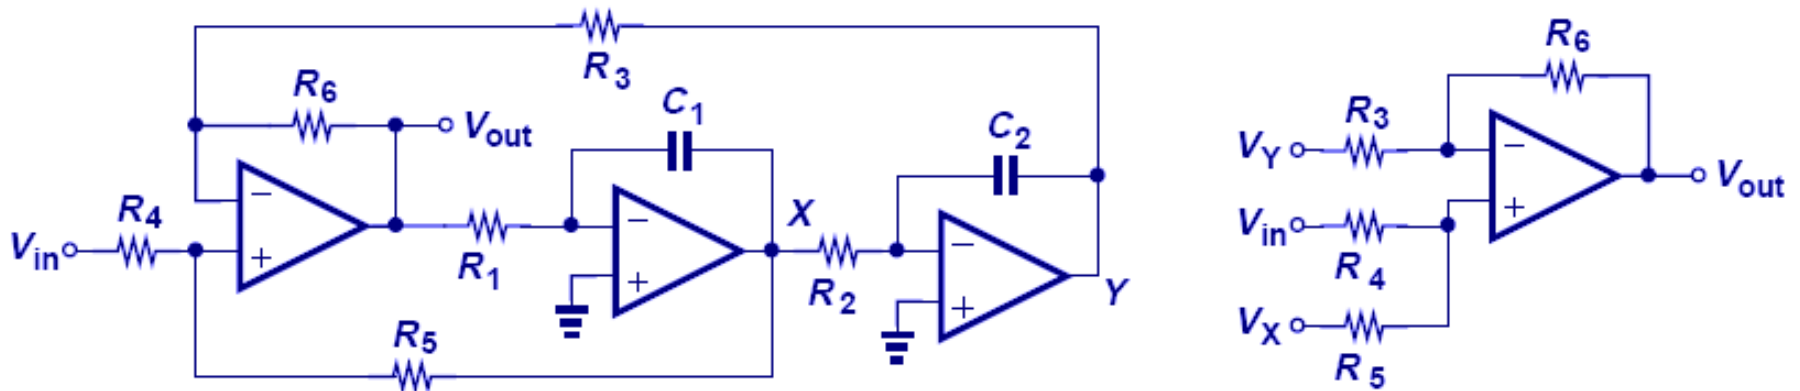 R3
R6
C1
Vout
C2
R4
Vin
X
R1
R2
Y
R5
R6
VY
R3
Vin
R4
Vout
VX
R5
−
+
−
+
−
+
−
+